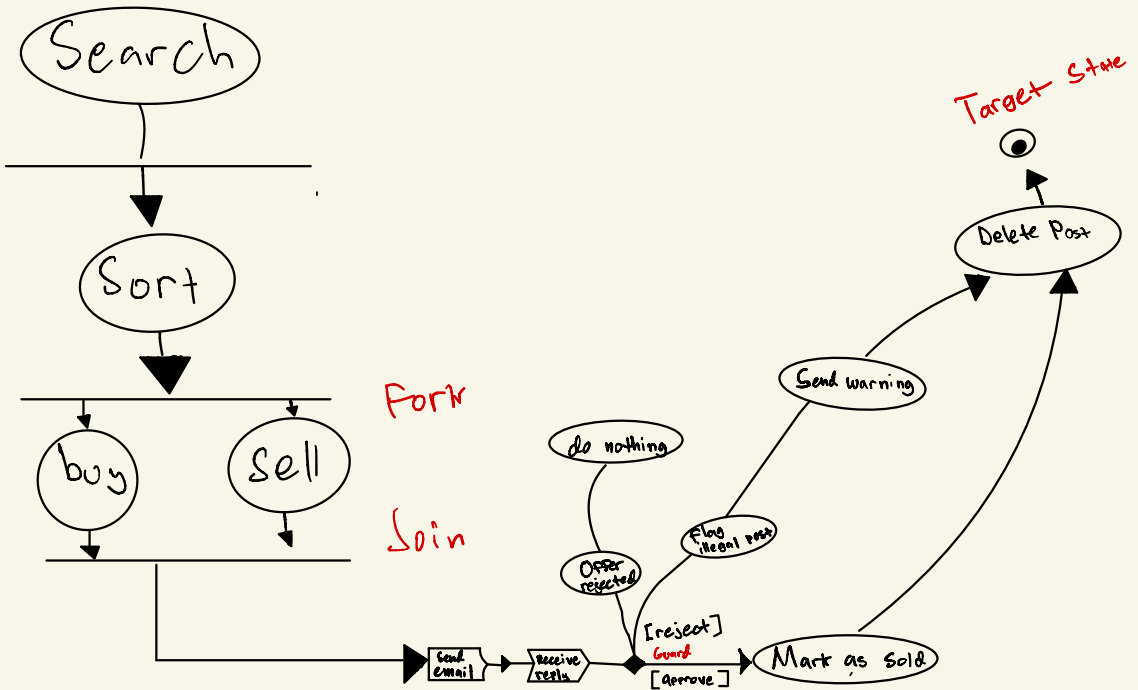 Search
Target State
Delete Post
Sort
Send warning
Fork
do nothing
buy
sell
Join
Flag
illegal post
Offer
rejected
[reject]
Guard
[approve]
Send
email
Receive
reply
Mark as sold